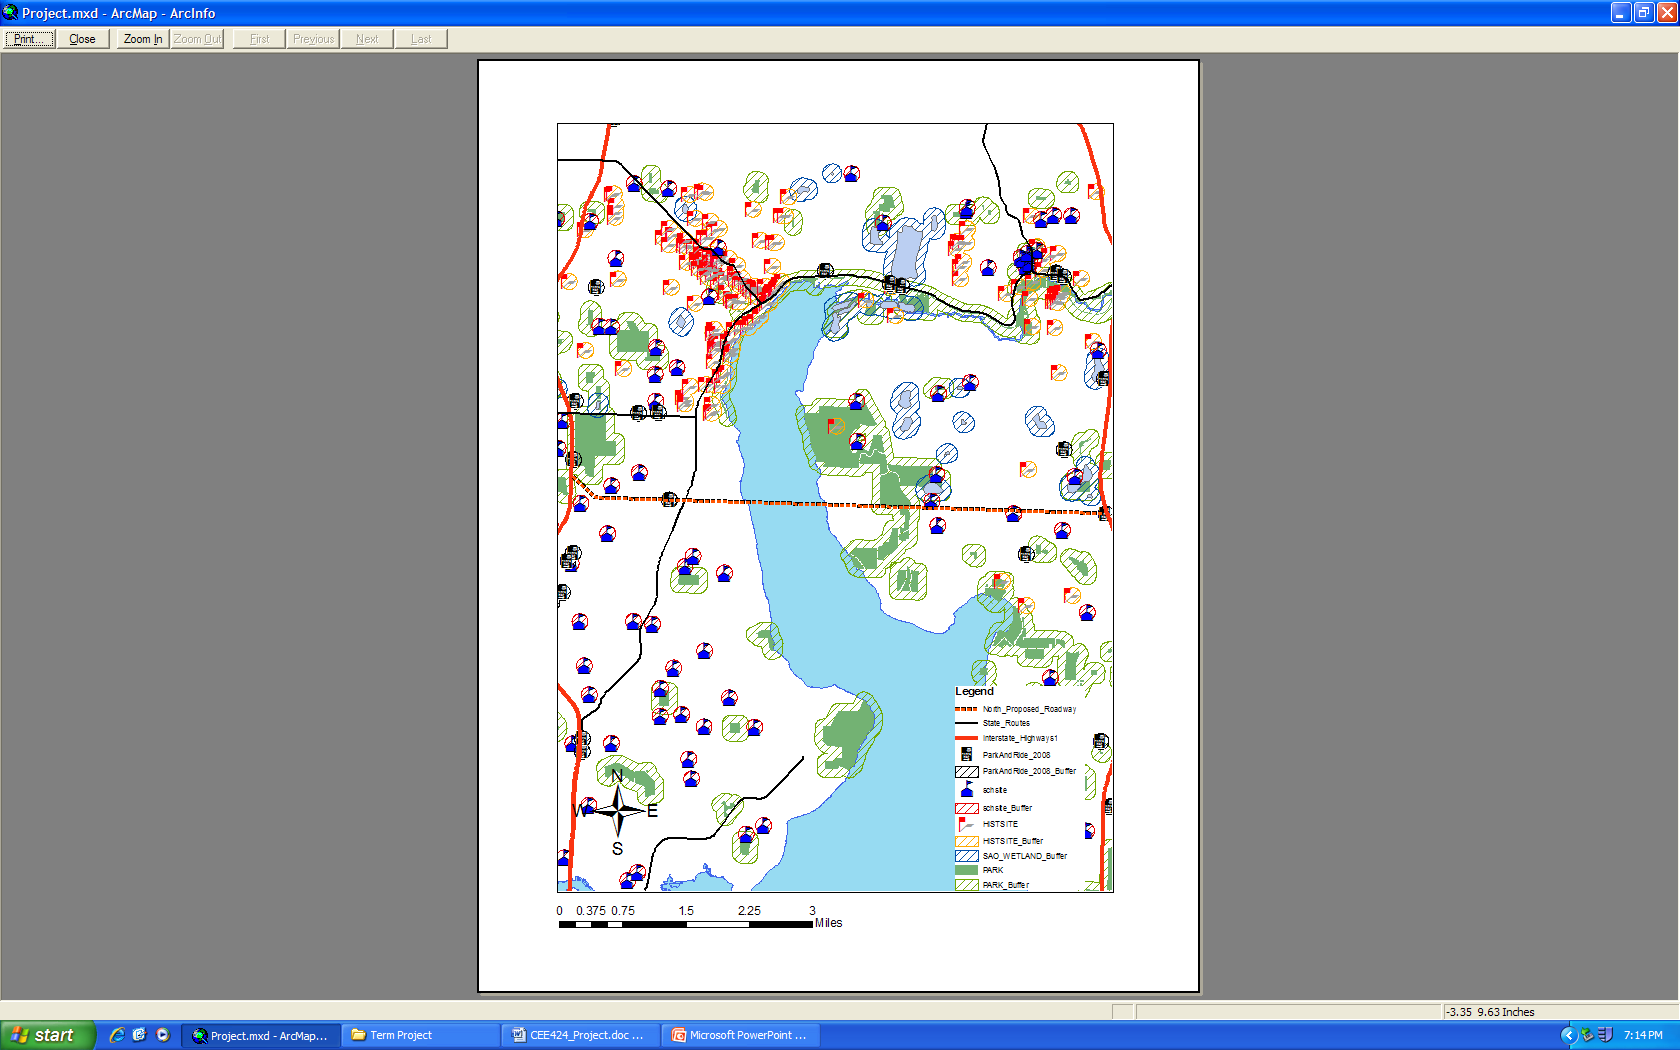 Project.mxd - ArcMap - ArcInfo
Print... Close Zoom In Zoom Out First Previous Next Last
N
W E
S
Legend
North_Proposed_Roadway
State_Routes
Interstate_Highways1
ParkAndRide_2008
ParkAndRide_2008_Buffer
schsite
schsite_Buffer
HISTSITE
HISTSITE_Buffer
SAO_WETLAND_Buffer
PARK
PARK_Buffer
0 0.375 0.75 1.5 2.25 3
Miles
-3.35 9.63 Inches
start Project.mxd - ArcMap... Term Project CEE424_Project.doc ... Microsoft PowerPoint ... 7:14 PM